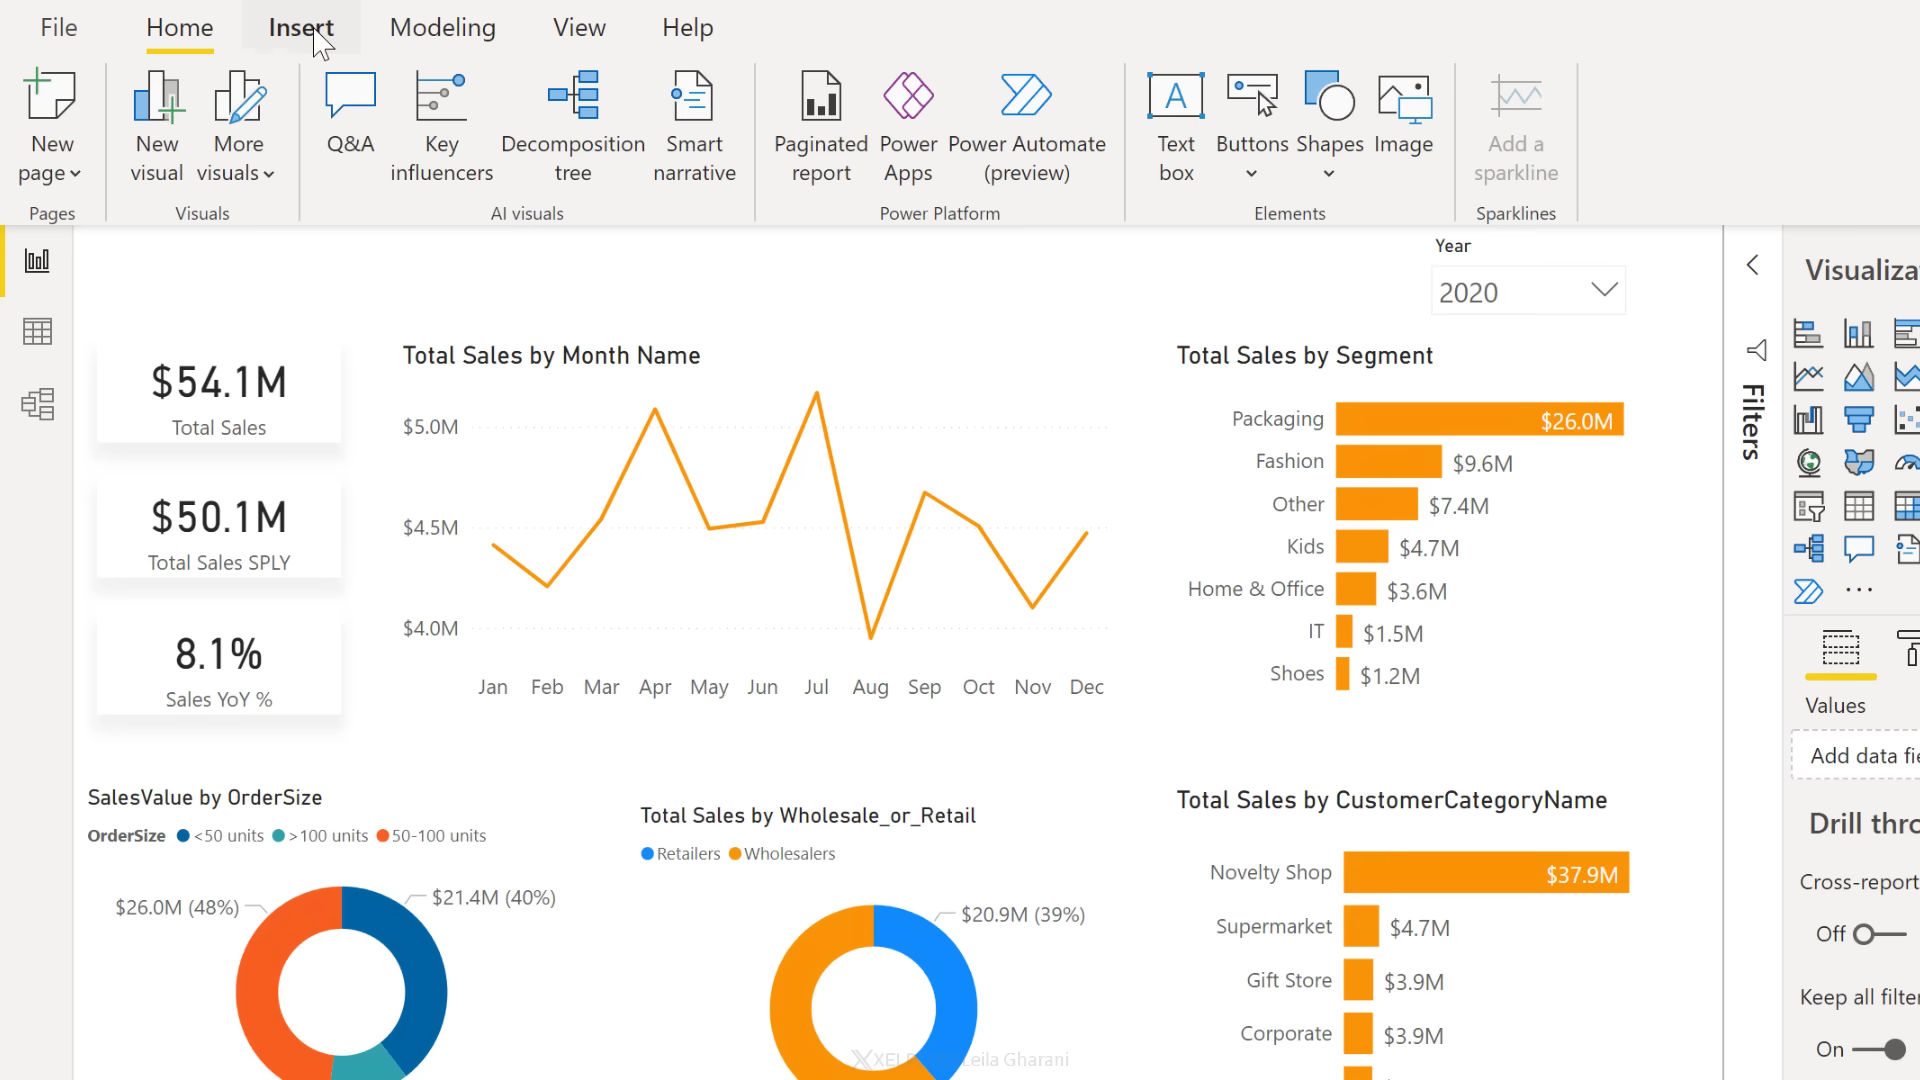 File Home Insert Modeling View Help
New page
New visual
More visuals
Q&A
Key influencers
Decomposition tree
Smart narrative
Paginated report
Power Apps
Power Automate (preview)
Text box
Buttons
Shapes
Image
Add a sparkline
Pages
Visuals
AI visuals
Power Platform
Elements
Sparklines
Year
2020
$54.1M
Total Sales
$50.1M
Total Sales SPLY
8.1%
Sales YoY %
Total Sales by Month Name
$5.0M
$4.5M
$4.0M
Jan Feb Mar Apr May Jun Jul Aug Sep Oct Nov Dec
Total Sales by Segment
Packaging $26.0M
Fashion $9.6M
Other $7.4M
Kids $4.7M
Home & Office $3.6M
IT $1.5M
Shoes $1.2M
SalesValue by OrderSize
OrderSize <50 units >100 units 50-100 units
$26.0M (48%)
$21.4M (40%)
Total Sales by Wholesale_or_Retail
Retailers Wholesalers
$20.9M (39%)
Leila Gharani
Total Sales by CustomerCategoryName
Novelty Shop $37.9M
Supermarket $4.7M
Gift Store $3.9M
Corporate $3.9M
Filters
Visualiza
Values
Add data fie
Drill thro
Cross-report
Off
Keep all filter
On